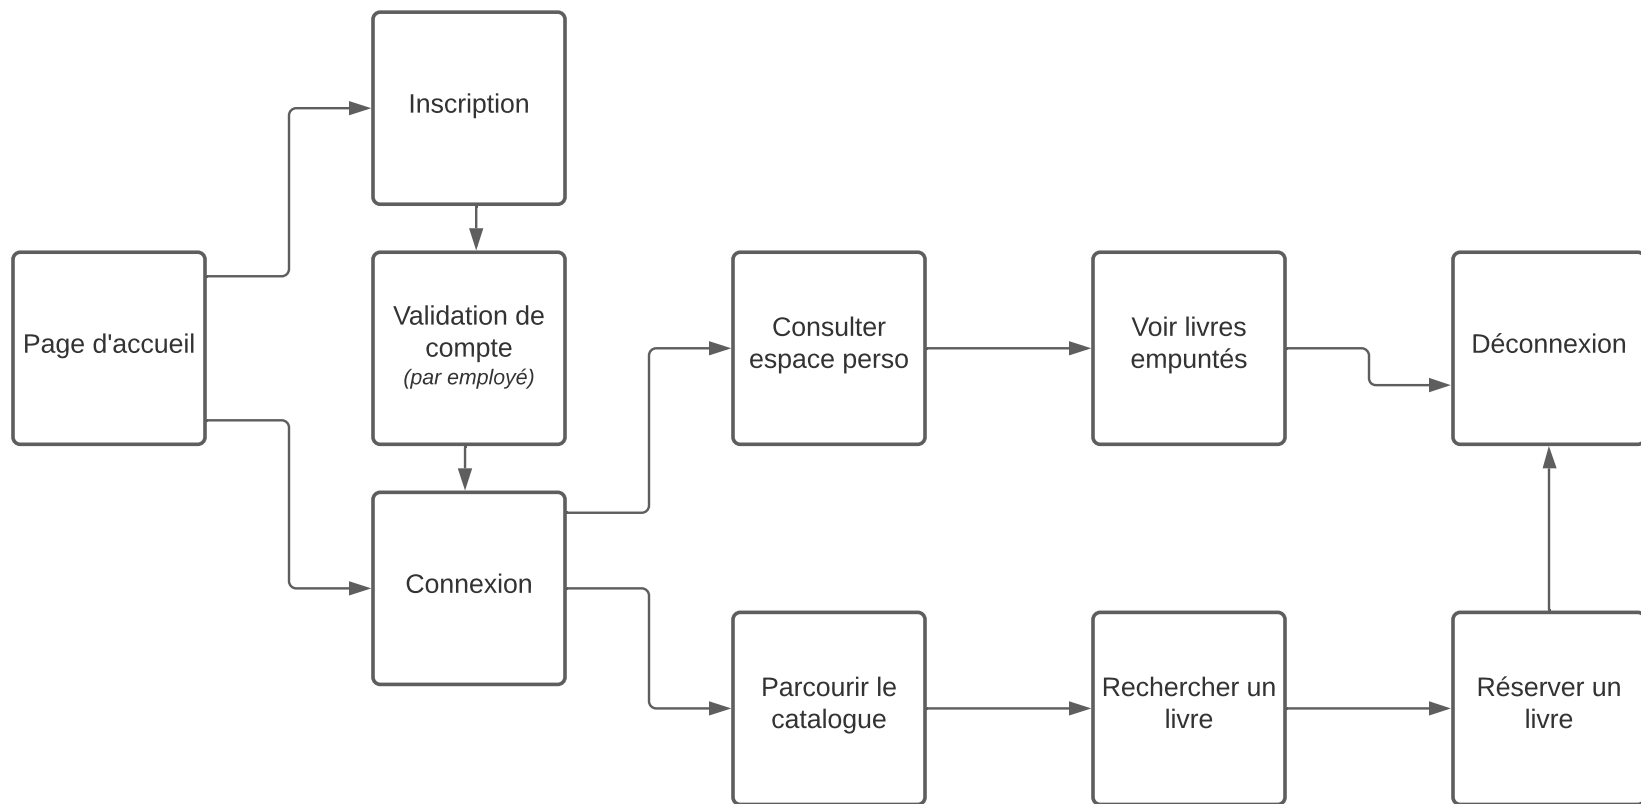 Inscription
Page d'accueil
Validation de
compte
(par employé)
Connexion
Consulter
espace perso
Voir livres
empuntés
Déconnexion
Parcourir le
catalogue
Rechercher un
livre
Réserver un
livre